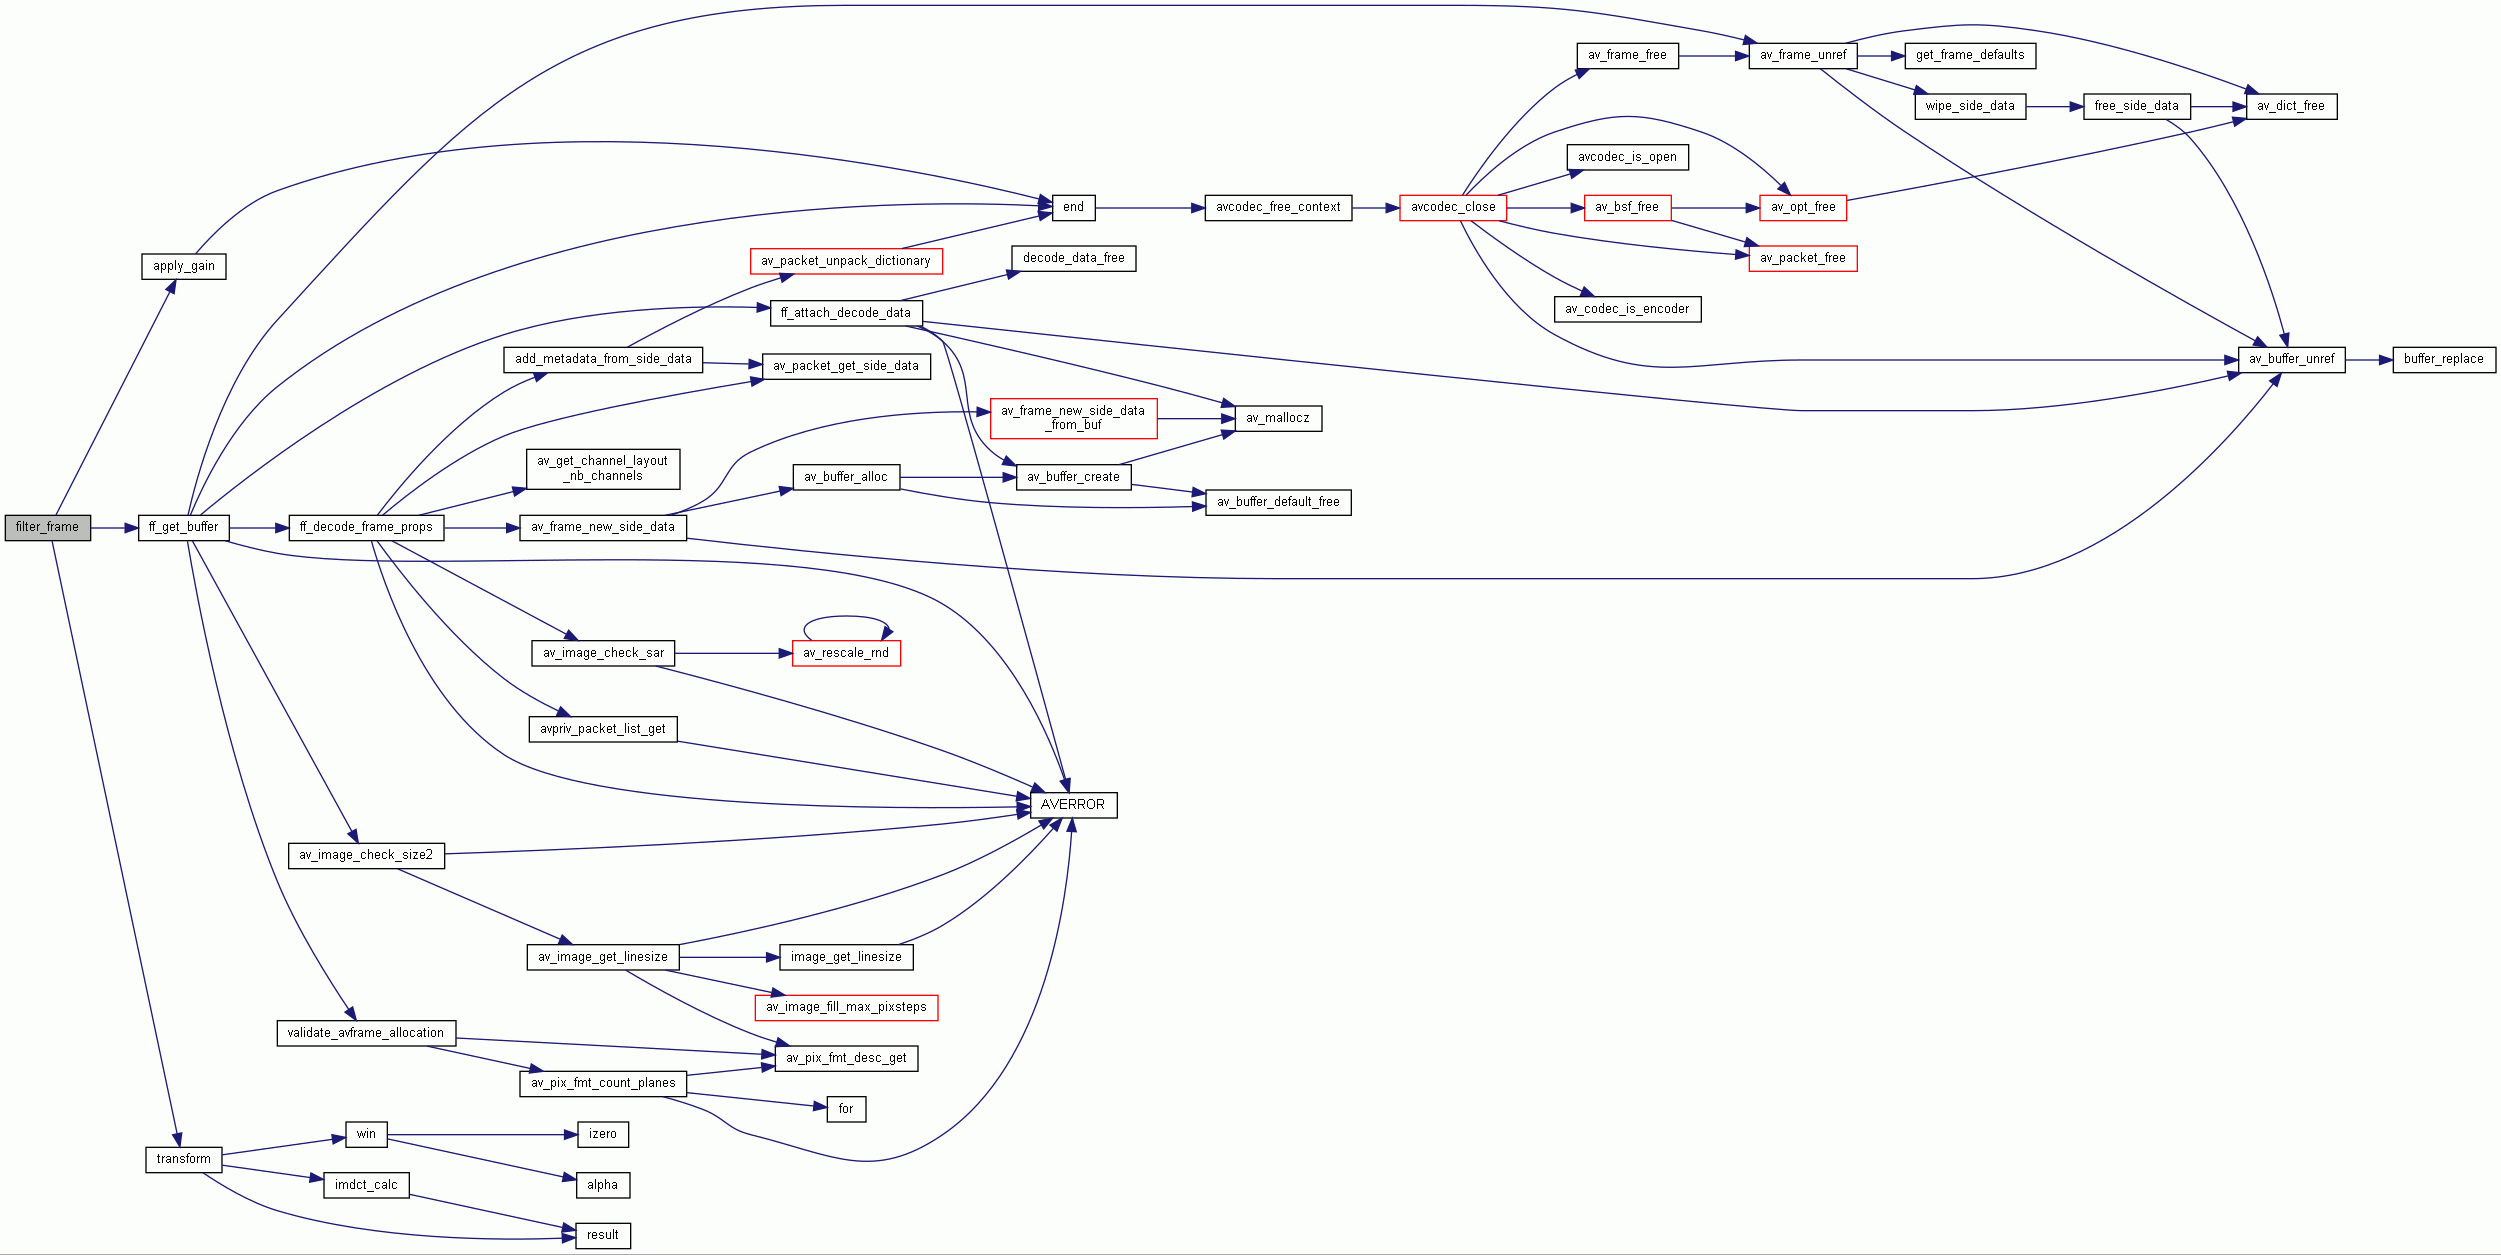 av_frame_free
av_frame_unref
get_frame_defaults
wipe_side_data
free_side_data
av_dict_free
avcodec_is_open
end
avcodec_free_context
avcodec_close
av_bsf_free
av_opt_free
apply_gain
av_packet_unpack_dictionary
decode_data_free
av_packet_free
ff_attach_decode_data
av_codec_is_encoder
add_metadata_from_side_data
av_packet_get_side_data
av_buffer_unref
buffer_replace
av_frame_new_side_data
_from_buf
av_mallocz
av_get_channel_layout
_nb_channels
av_buffer_alloc
av_buffer_create
av_buffer_default_free
filter_frame
ff_get_buffer
ff_decode_frame_props
av_frame_new_side_data
av_image_check_sar
av_rescale_rnd
avpriv_packet_list_get
AVERROR
av_image_check_size2
av_image_get_linesize
image_get_linesize
av_image_fill_max_pixsteps
validate_avframe_allocation
av_pix_fmt_desc_get
av_pix_fmt_count_planes
for
win
izero
transform
imdct_calc
alpha
result